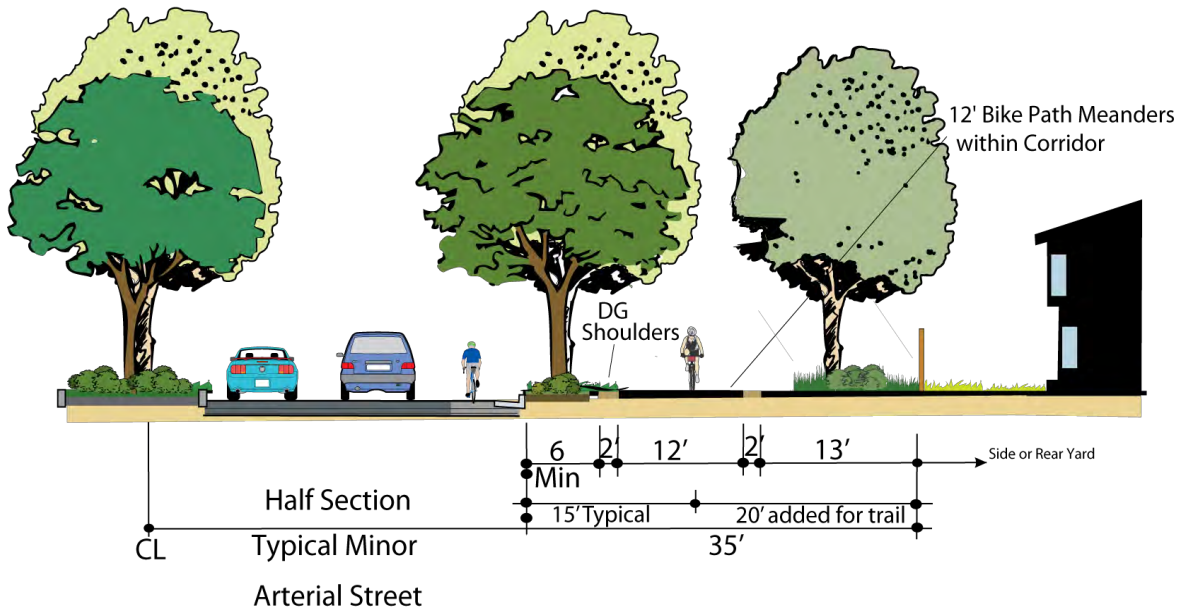 12' Bike Path Meanders
within Corridor
DG
Shoulders
6 2' 12' 2' 13' Side or Rear Yard
Min
Half Section 15' Typical 20' added for trail
CL Typical Minor 35'
Arterial Street